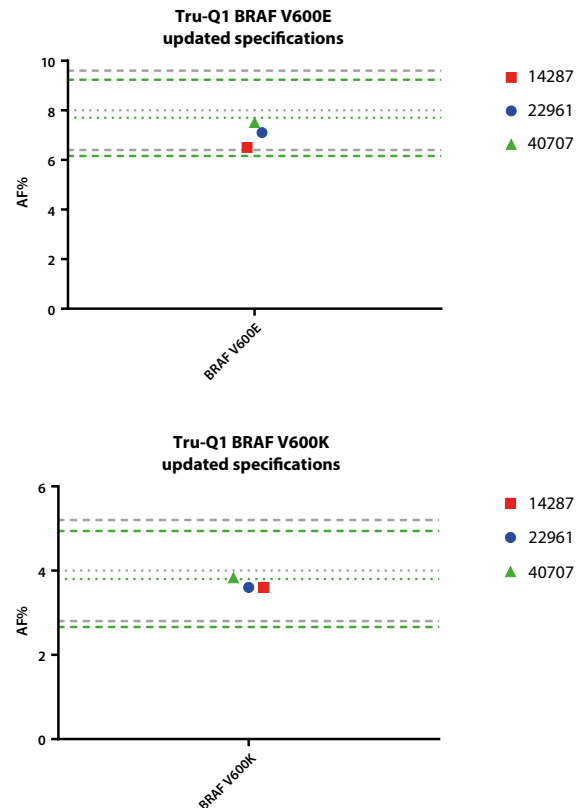 Tru-Q1 BRAF V600E
updated specifications
10
8
6
4
2
0
AF%
BRAF V600E
14287
22961
40707
Tru-Q1 BRAF V600K
updated specifications
6
4
2
0
AF%
BRAF V600K
14287
22961
40707